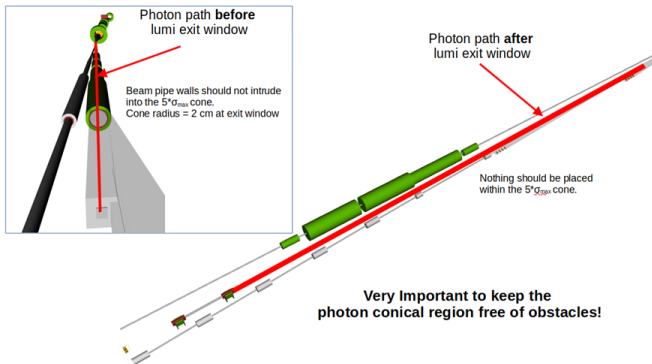 Photon path before
lumi exit window
Beam pipe walls should not intrude
into the 5*σmax cone.
Cone radius = 2 cm at exit window
Photon path after
lumi exit window
Nothing should be placed
within the 5*σmax cone.
Very Important to keep the
photon conical region free of obstacles!